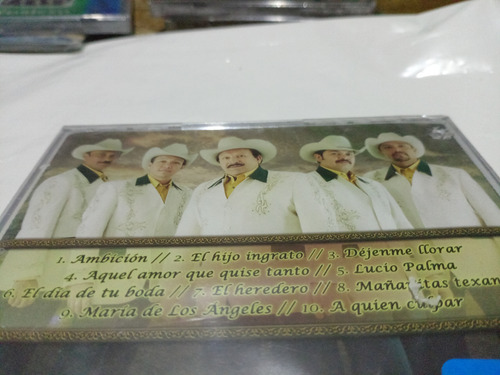 1. Ambición // 2. El hijo ingrato // 3. Déjenme llorar
4. Aquel amor que quise tanto // 5. Lucio Palma
6. El día de tu boda // 7. El heredero // 8. Mañanitas texan
9. María de Los Ángeles // 10. A quien culpar